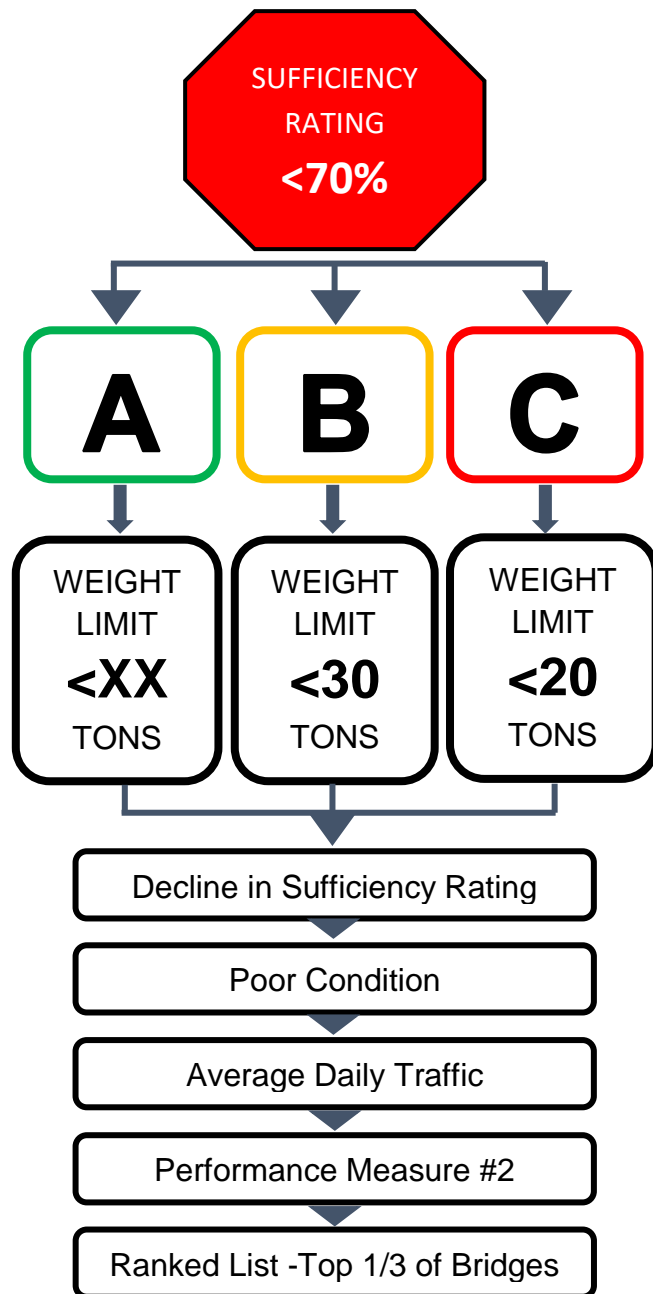 SUFFICIENCY
RATING
<70%
A
B
C
WEIGHT
LIMIT
<XX
TONS
WEIGHT
LIMIT
<30
TONS
WEIGHT
LIMIT
<20
TONS
Decline in Sufficiency Rating
Poor Condition
Average Daily Traffic
Performance Measure #2
Ranked List -Top 1/3 of Bridges